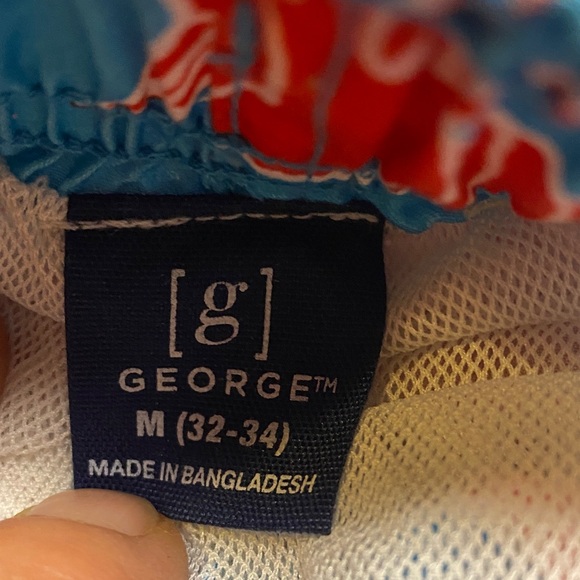 [g]
GEORGE™
M (32-34)
MADE IN BANGLADESH